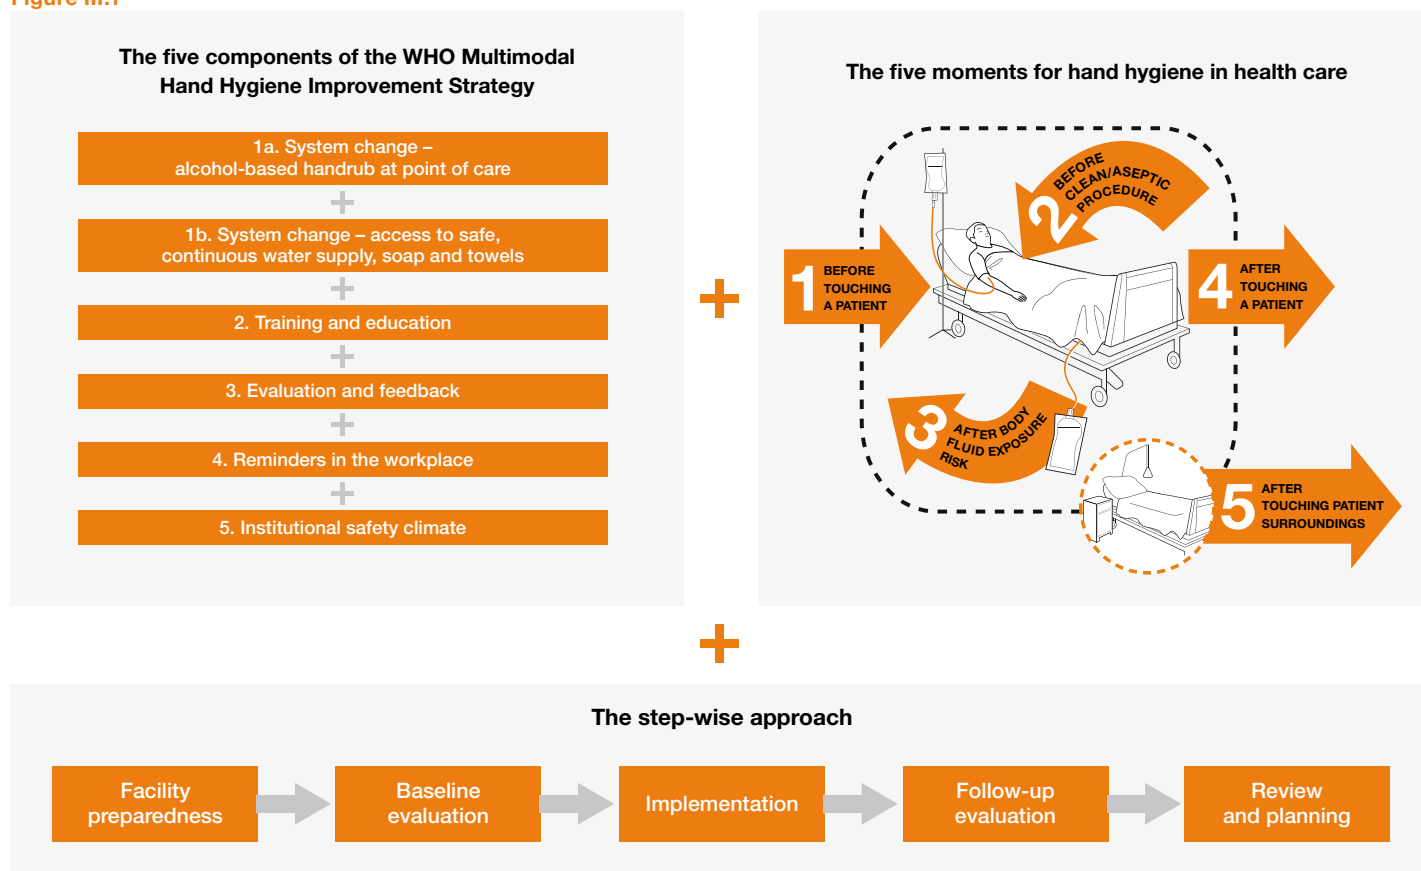 Figure III.1
The five components of the WHO Multimodal
Hand Hygiene Improvement Strategy
1a. System change –
alcohol-based handrub at point of care
1b. System change – access to safe,
continuous water supply, soap and towels
2. Training and education
3. Evaluation and feedback
4. Reminders in the workplace
5. Institutional safety climate
The five moments for hand hygiene in health care
1
BEFORE
TOUCHING
A PATIENT
2
BEFORE
CLEAN/ASEPTIC
PROCEDURE
3
AFTER BODY
FLUID EXPOSURE
RISK
4
AFTER
TOUCHING
A PATIENT
5
AFTER
TOUCHING PATIENT
SURROUNDINGS
The step-wise approach
Facility
preparedness
Baseline
evaluation
Implementation
Follow-up
evaluation
Review
and planning